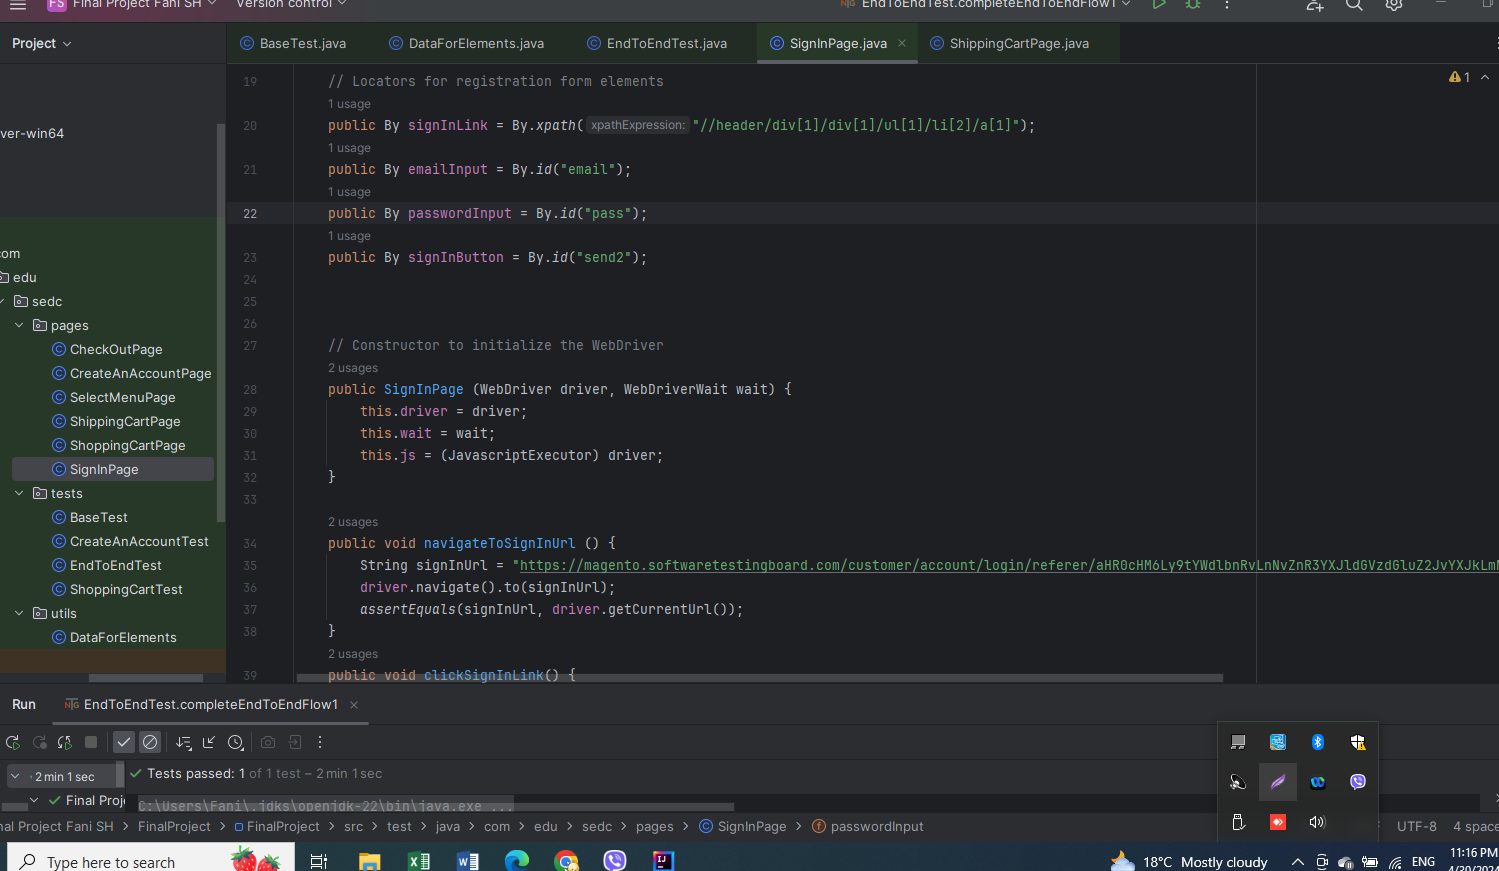 FS Final Project Fani SH Version control EndToEndTest.completeEndToEndFlow1
Project BaseTest.java DataForElements.java EndToEndTest.java SignInPage.java ShippingCartPage.java
19 // Locators for registration form elements 1
1 usage
20 public By signInLink = By.xpath( xpathExpression: "//header/div[1]/div[1]/ul[1]/li[2]/a[1]");
ver-win64
1 usage
21 public By emailInput = By.id("email");
1 usage
22 public By passwordInput = By.id("pass");
1 usage
23 public By signInButton = By.id("send2");
24
25
26
27 // Constructor to initialize the WebDriver
2 usages
28 public SignInPage (WebDriver driver, WebDriverWait wait) {
29 this.driver = driver;
30 this.wait = wait;
31 this.js = (JavascriptExecutor) driver;
32 }
33
2 usages
34 public void navigateToSignInUrl () {
35 String signInUrl = "https://magento.softwaretestingboard.com/customer/account/login/referer/aHR0cHM6Ly9tYWdlbnRvLnNvZnR3YXJldGVzdGluZ2JvYXJkLmN
36 driver.navigate().to(signInUrl);
37 assertEquals(signInUrl, driver.getCurrentUrl());
38 }
2 usages
39 public void clickSignInLink() {
com
edu
sedc
pages
CheckOutPage
CreateAnAccountPage
SelectMenuPage
ShippingCartPage
ShoppingCartPage
SignInPage
tests
BaseTest
CreateAnAccountTest
EndToEndTest
ShoppingCartTest
utils
DataForElements
Run EndToEndTest.completeEndToEndFlow1
2 min 1 sec Tests passed: 1 of 1 test – 2 min 1 sec
Final Proj C:\Users\Fani\.jdks\openjdk-22\bin\java.exe ...
nal Project Fani SH > FinalProject > FinalProject > src > test > java > com > edu > sedc > pages > SignInPage > passwordInput UTF-8 4 space
Type here to search 18°C Mostly cloudy ENG 11:16 PM
4/30/2024